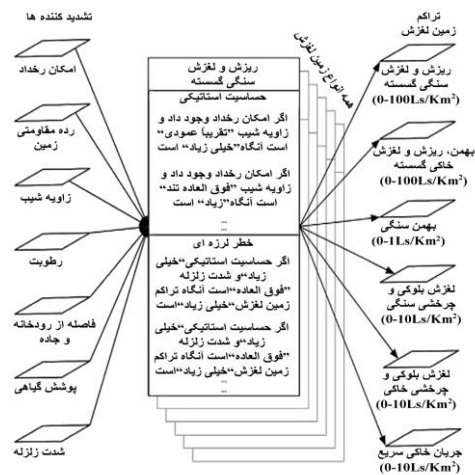 تشدید کننده ها
امکان رخداد
رده مقاومتی
زمین
زاویه شیب
رطوبت
فاصله از رودخانه
و جاده
پوشش گیاهی
شدت زلزله
همه انواع زمین لغزش
ریزش و لغزش
سنگی گسسته
حساسیت استاتیکی
اگر امکان رخداد وجود داد و
زاویه شیب "تقریباً عمودی"
است آنگاه"خیلی زیاد" است
اگر امکان رخداد وجود داد و
زاویه شیب "فوق العاده تند"
است آنگاه"زیاد" است
...
...
خطر لرزه ای
اگر حساسیت استاتیکی"خیلی
زیاد"و شدت زلزله
"فوق العاده"است آنگاه تراکم
زمین لغزش"خیلی زیاد"است
اگر حساسیت استاتیکی"خیلی
زیاد"و شدت زلزله
"فوق العاده"است آنگاه تراکم
زمین لغزش"خیلی زیاد"است
...
...
تراکم
زمین لغزش
ریزش و لغزش
سنگی گسسته
(0-100Ls/Km²)
بهمن، ریزش و لغزش
خاکی گسسته
(0-100Ls/Km²)
بهمن سنگی
(0-1Ls/Km²)
لغزش بلوکی و
چرخشی سنگی
(0-10Ls/Km²)
لغزش بلوکی و
چرخشی خاکی
(0-10Ls/Km²)
جریان خاکی سریع
(0-10Ls/Km²)